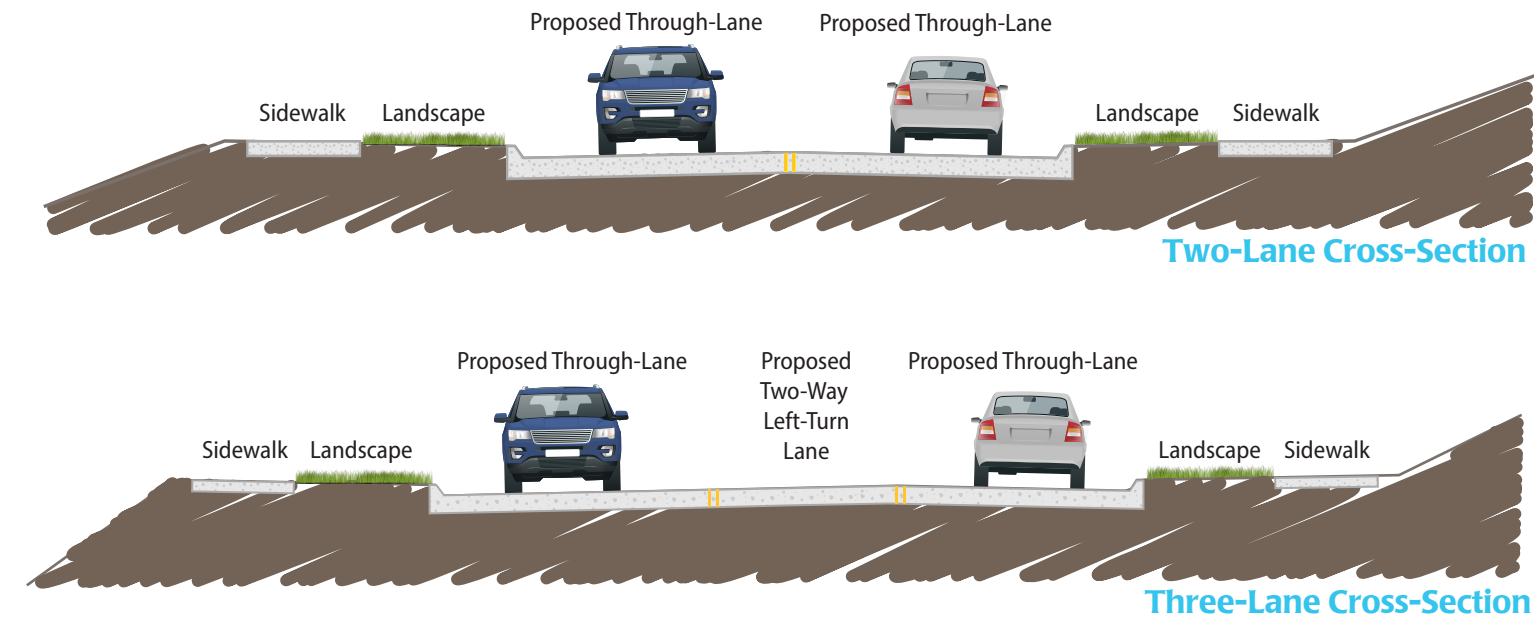 Proposed Through-Lane
Proposed Through-Lane
Sidewalk
Landscape
Landscape
Sidewalk
Two-Lane Cross-Section
Proposed Through-Lane
Proposed
Two-Way
Left-Turn
Lane
Proposed Through-Lane
Sidewalk
Landscape
Landscape
Sidewalk
Three-Lane Cross-Section